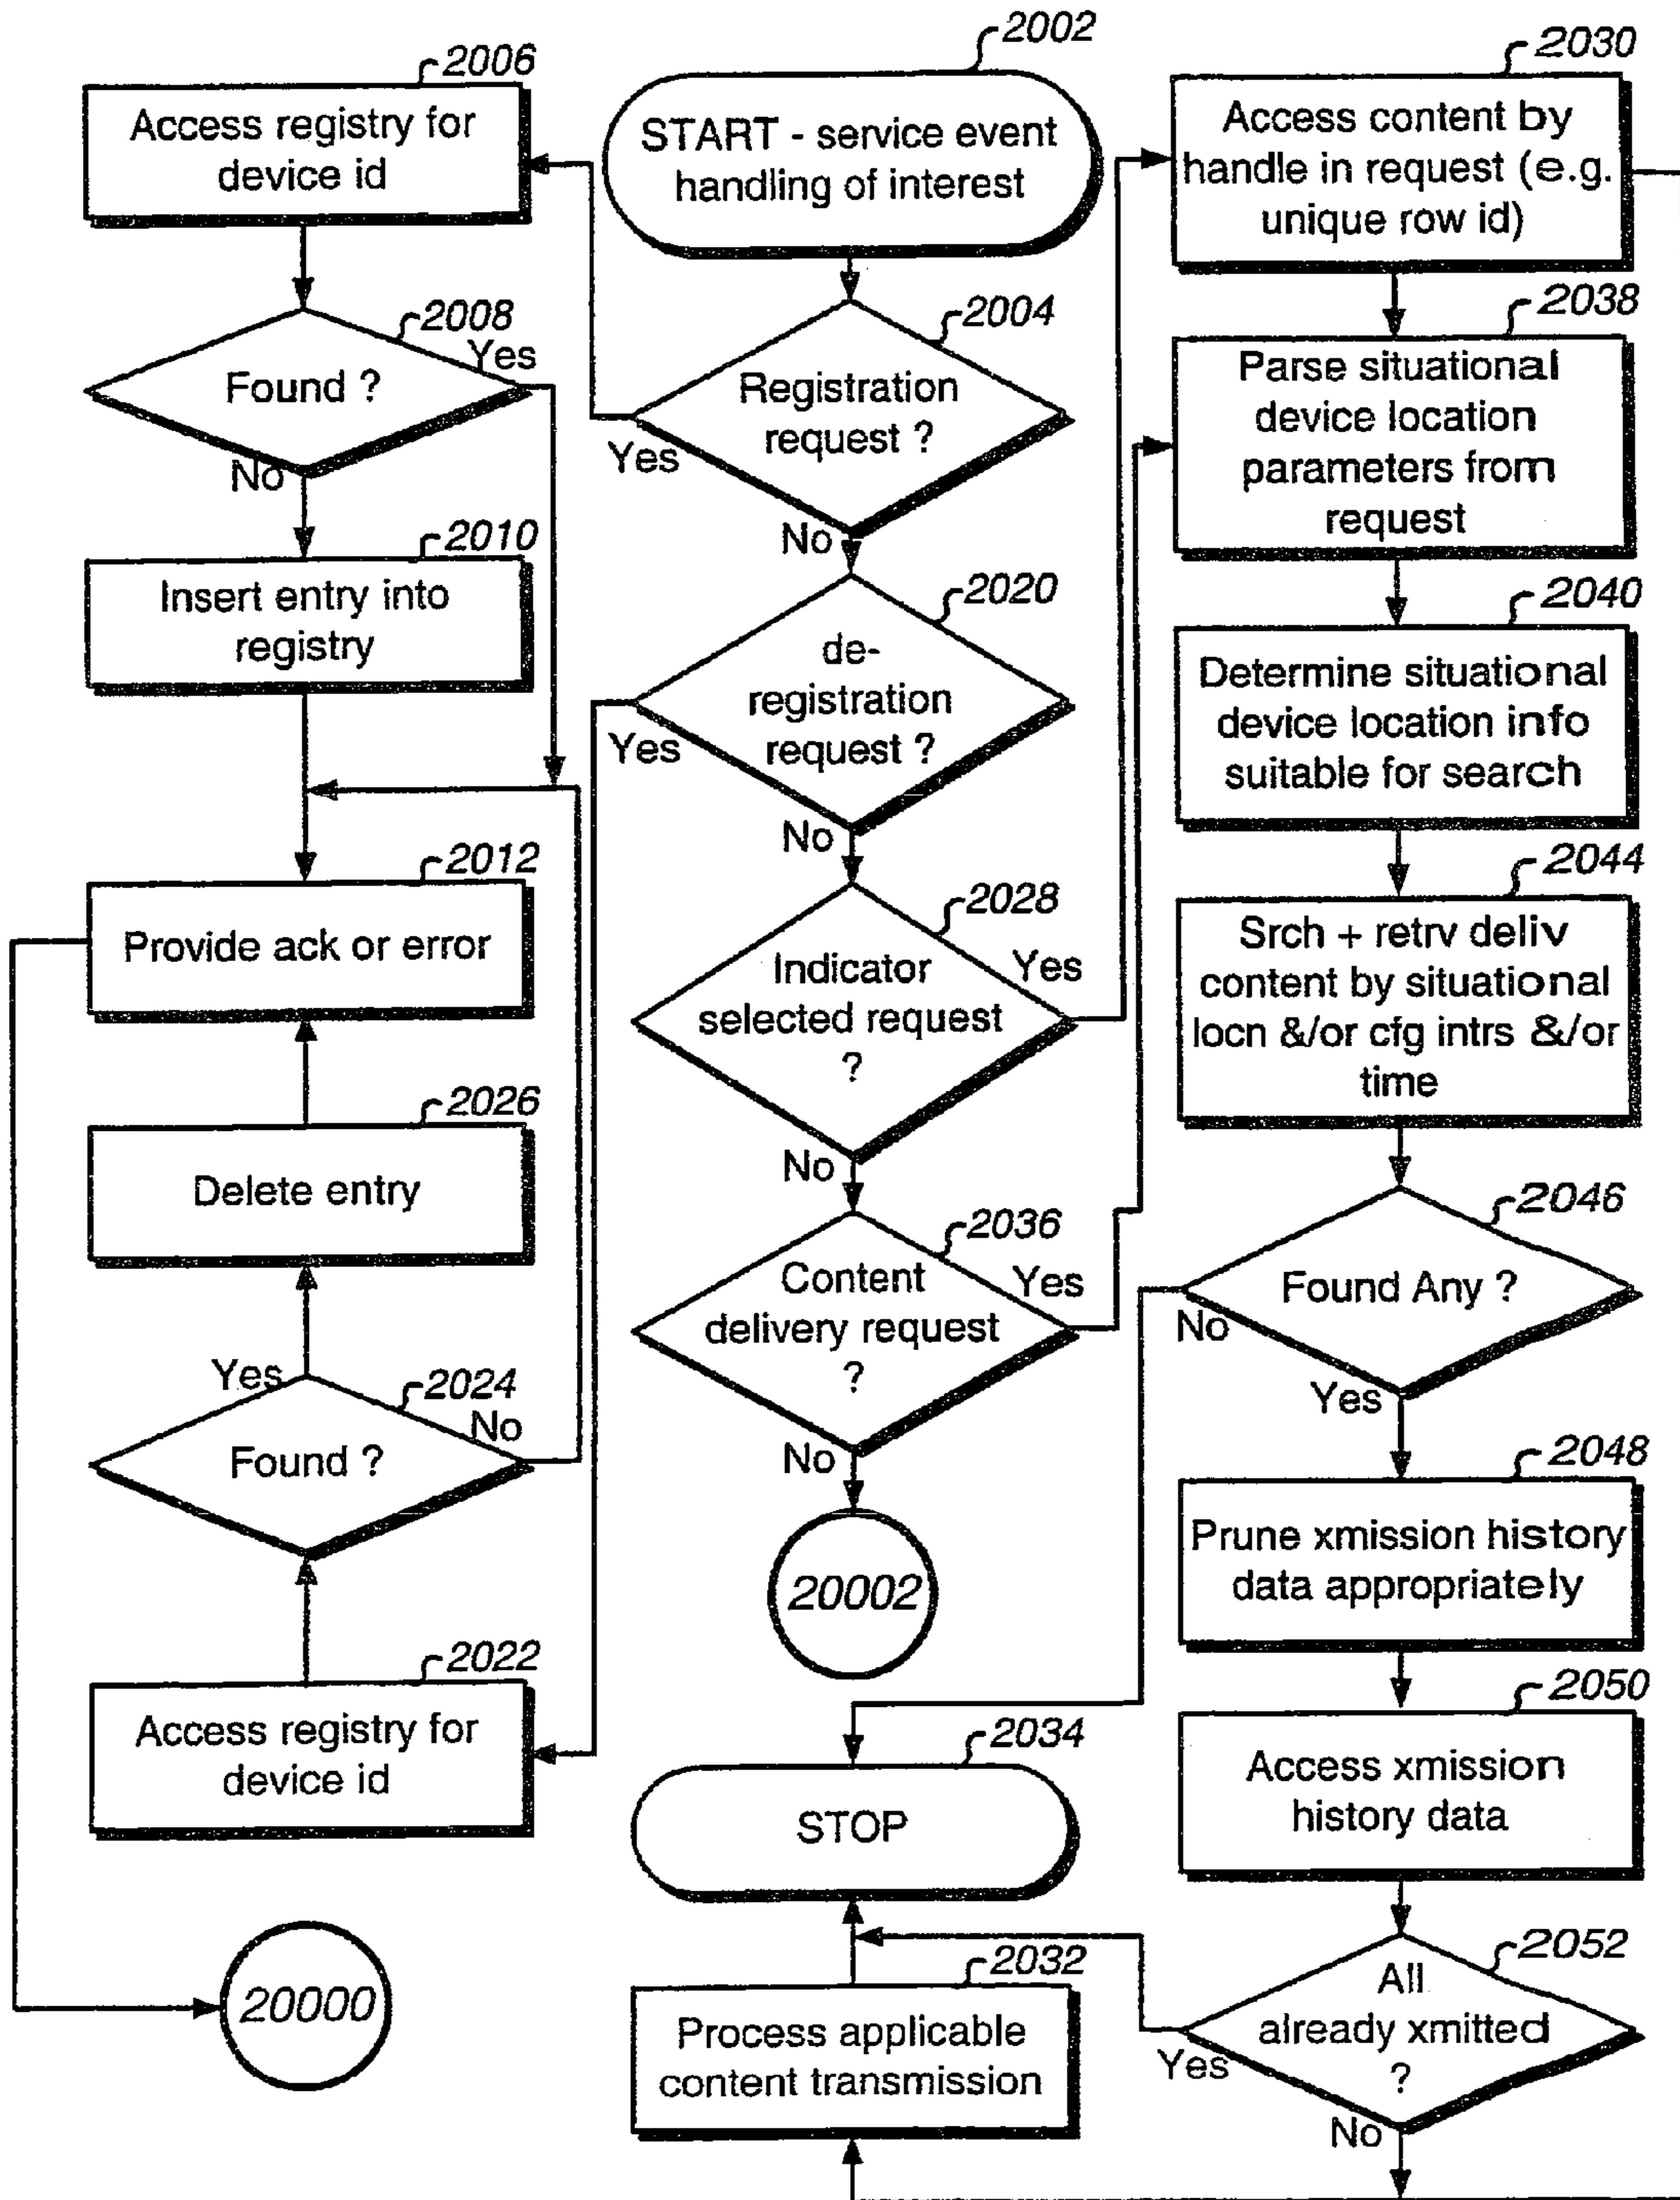 2002
START - service event
handling of interest
2004
Registration
request ?
Yes
No
2006
Access registry for
device id
2008
Found ?
Yes
No
2010
Insert entry into
registry
2012
Provide ack or error
2026
Delete entry
2024
Found ?
Yes
No
2022
Access registry for
device id
20000
2020
de-
registration
request ?
Yes
No
2028
Indicator
selected request
?
Yes
No
2036
Content
delivery request
?
Yes
No
20002
2034
STOP
2032
Process applicable
content transmission
2030
Access content by
handle in request (e.g.
unique row id)
2038
Parse situational
device location
parameters from
request
2040
Determine situational
device location info
suitable for search
2044
Srch + retrv deliv
content by situational
locn &/or cfg intrs &/or
time
2046
Found Any ?
No
Yes
2048
Prune xmission history
data appropriately
2050
Access xmission
history data
2052
All
already xmitted
?
Yes
No